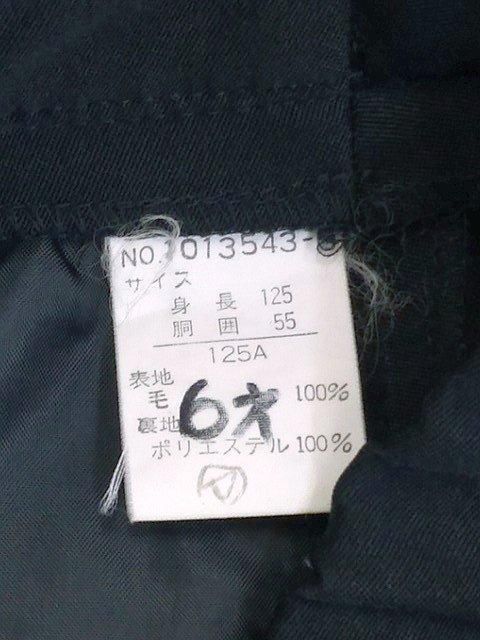 NO. 013543-
サイズ
身長 125
胴囲 55
125A
表地
毛 100%
6才
裏地
ポリエステル 100%